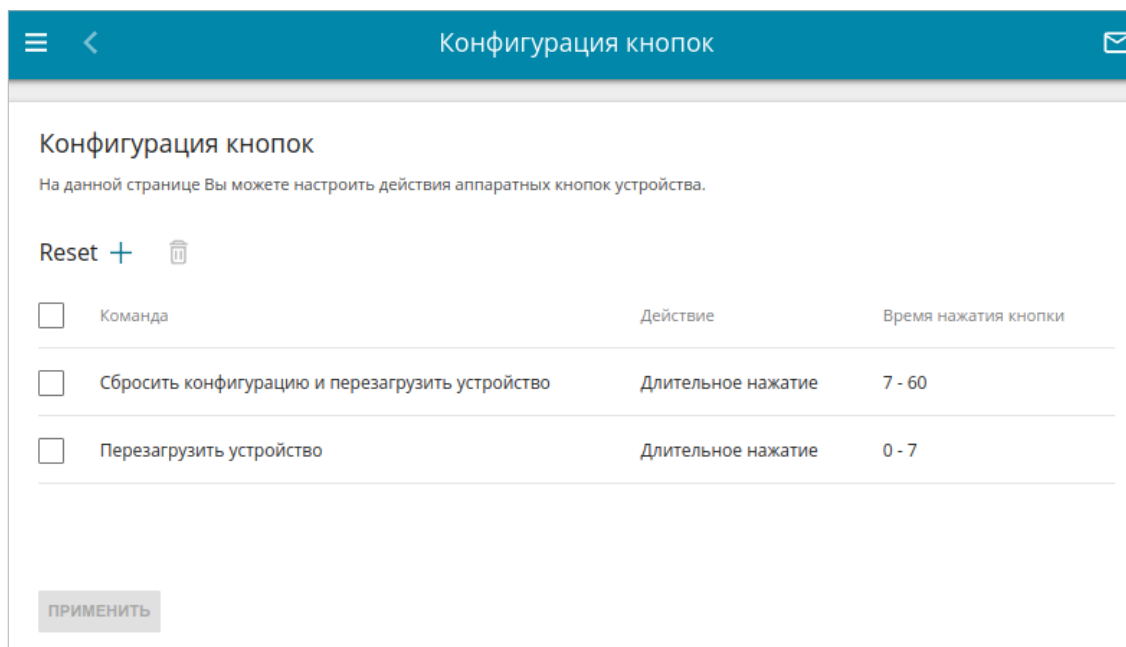 Конфигурация кнопок
Конфигурация кнопок
На данной странице Вы можете настроить действия аппаратных кнопок устройства.
Reset
Команда Действие Время нажатия кнопки
Сбросить конфигурацию и перезагрузить устройство Длительное нажатие 7 - 60
Перезагрузить устройство Длительное нажатие 0 - 7
ПРИМЕНИТЬ